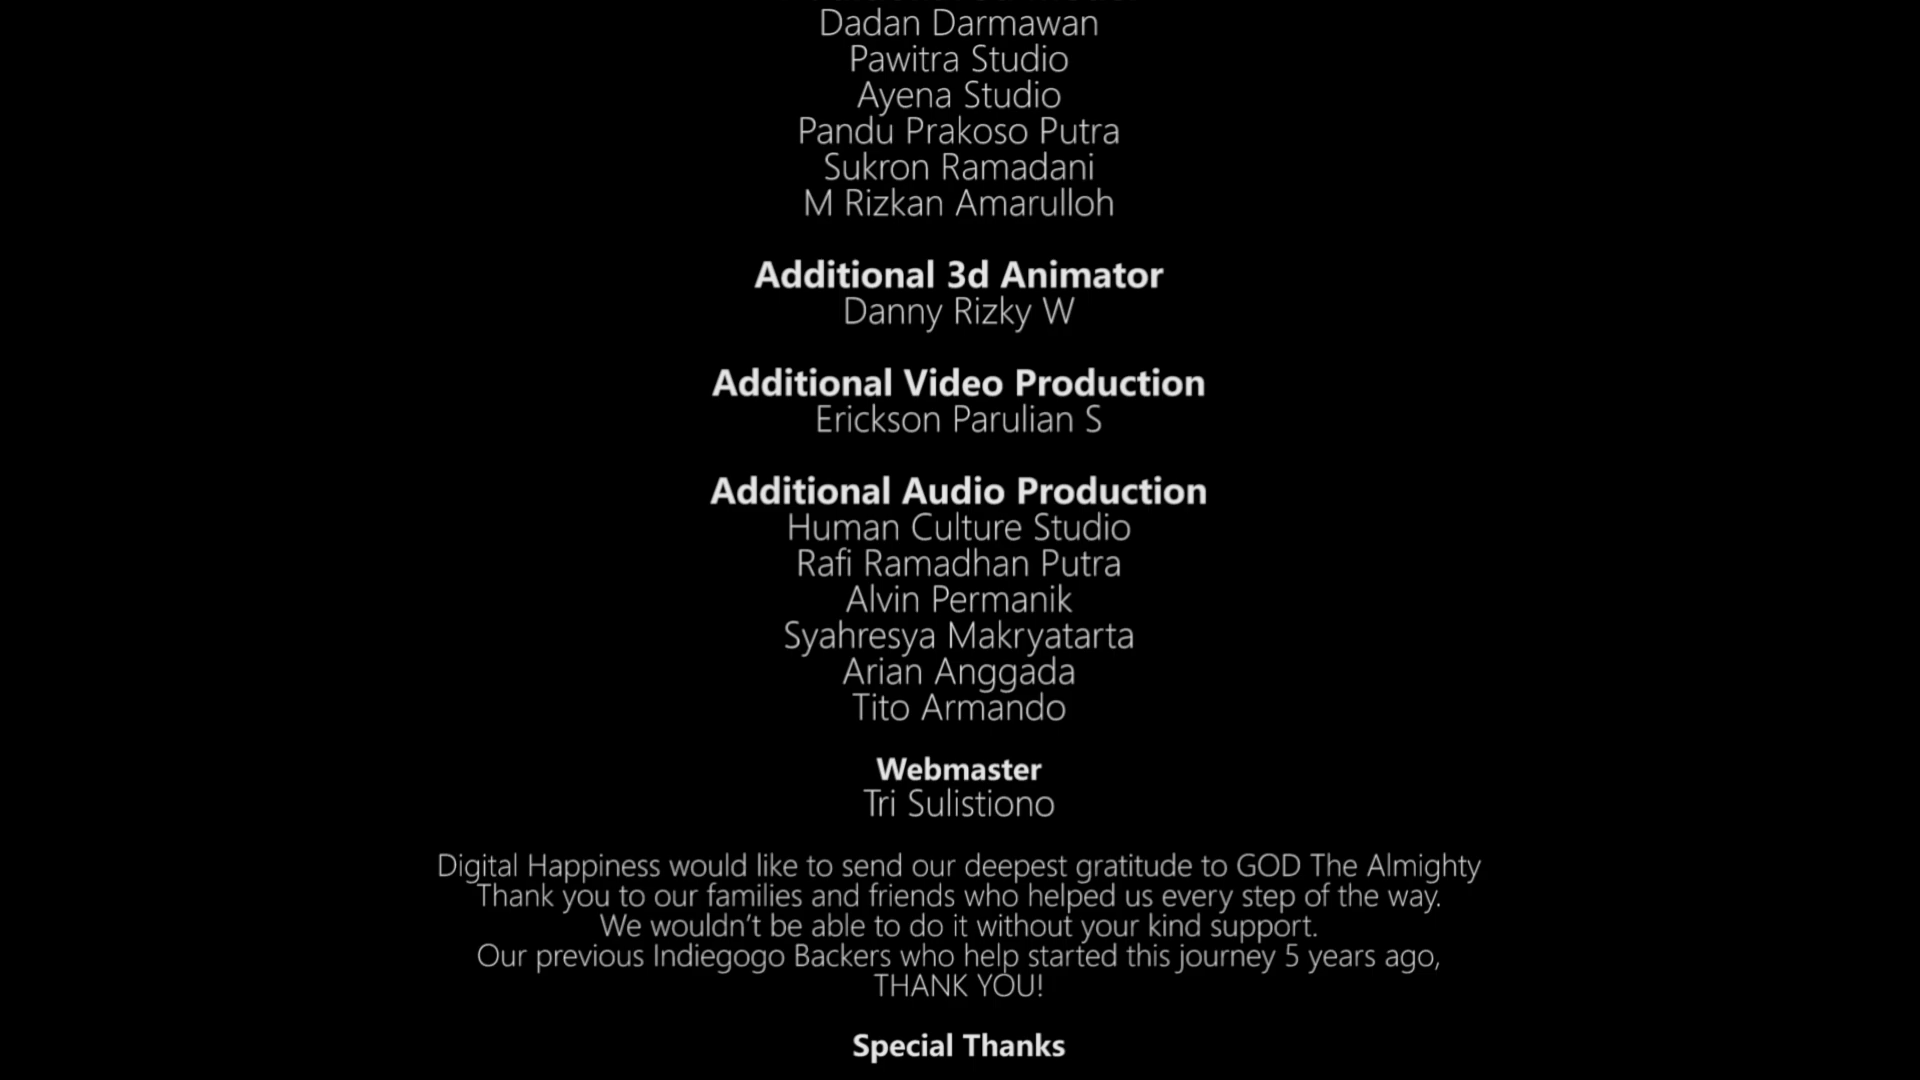 Dadan Darmawan
Pawitra Studio
Ayena Studio
Pandu Prakoso Putra
Sukron Ramadani
M Rizkan Amarulloh
Additional 3d Animator
Danny Rizky W
Additional Video Production
Erickson Parulian S
Additional Audio Production
Human Culture Studio
Rafi Ramadhan Putra
Alvin Permanik
Syahresya Makryatarta
Arian Anggada
Tito Armando
Webmaster
Tri Sulistiono
Digital Happiness would like to send our deepest gratitude to GOD The Almighty
Thank you to our families and friends who helped us every step of the way.
We wouldn't be able to do it without your kind support.
Our previous Indiegogo Backers who help started this journey 5 years ago,
THANK YOU!
Special Thanks